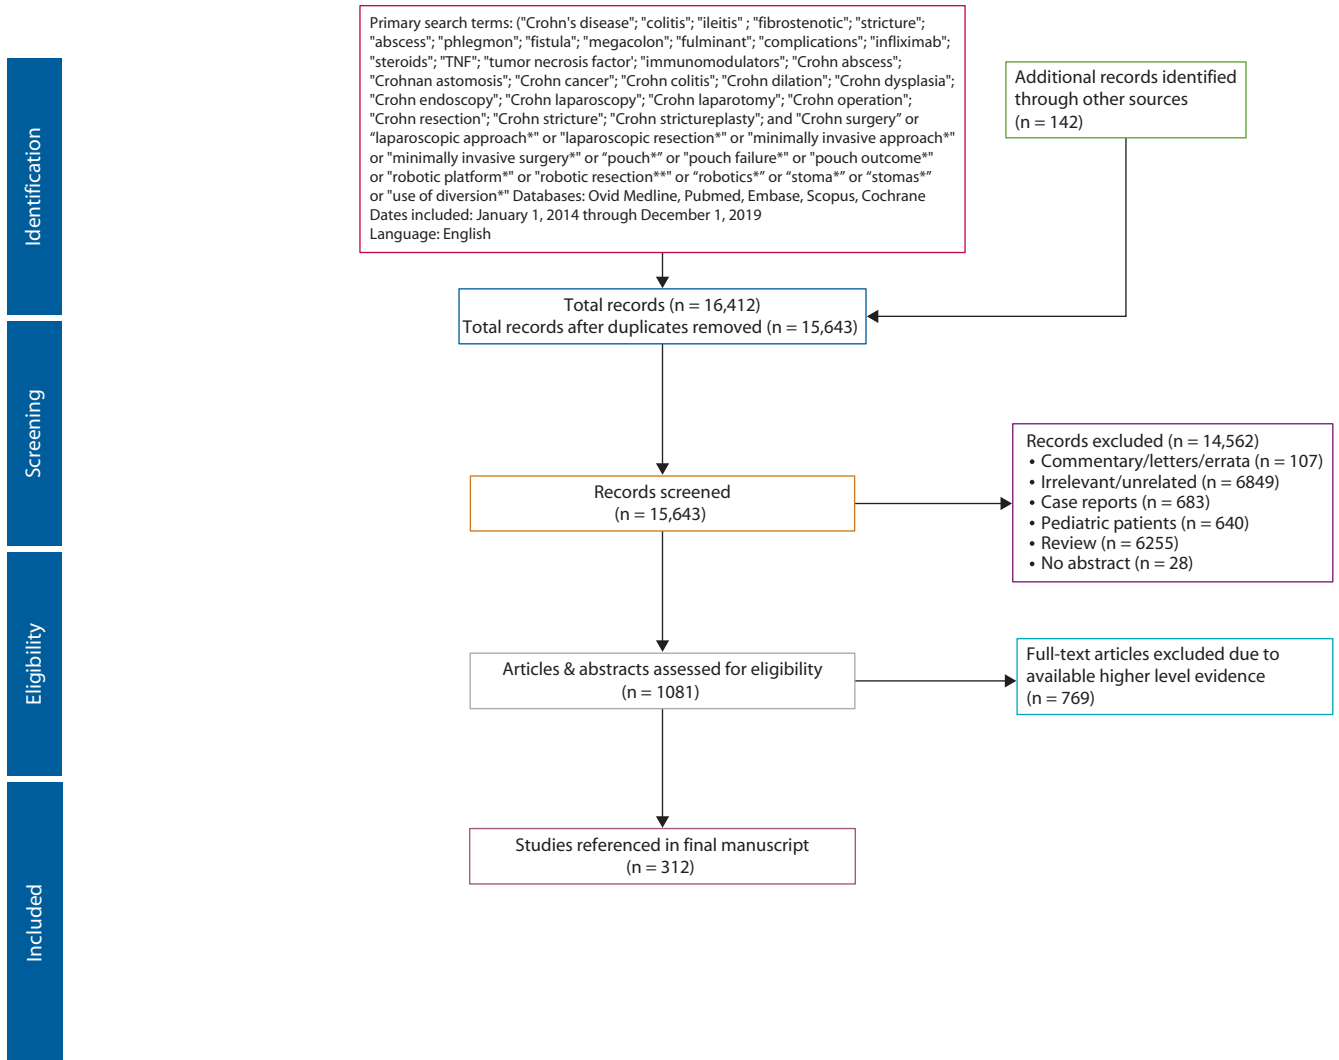 Primary search terms: ("Crohn's disease"; "colitis"; "ileitis" ; "fibrostenotic"; "stricture";
"abscess"; "phlegmon"; "fistula"; "megacolon"; "fulminant"; "complications"; "infliximab";
"steroids"; "TNF"; "tumor necrosis factor'; "immunomodulators"; "Crohn abscess";
"Crohnan astomosis"; "Crohn cancer"; "Crohn colitis"; "Crohn dilation"; "Crohn dysplasia";
"Crohn endoscopy"; "Crohn laparoscopy"; "Crohn laparotomy"; "Crohn operation";
"Crohn resection"; "Crohn stricture"; "Crohn strictureplasty"; and "Crohn surgery” or
“laparoscopic approach*" or "laparoscopic resection*" or "minimally invasive approach*"
or "minimally invasive surgery*" or “pouch*” or "pouch failure*" or "pouch outcome*"
or "robotic platform*" or "robotic resection**" or “robotics*” or “stoma*” or “stomas*”
or "use of diversion*" Databases: Ovid Medline, Pubmed, Embase, Scopus, Cochrane
Dates included: January 1, 2014 through December 1, 2019
Language: English
Additional records identified
through other sources
(n = 142)
Identification
Total records (n = 16,412)
Total records after duplicates removed (n = 15,643)
Screening
Records screened
(n = 15,643)
Records excluded (n = 14,562)
• Commentary/letters/errata (n = 107)
• Irrelevant/unrelated (n = 6849)
• Case reports (n = 683)
• Pediatric patients (n = 640)
• Review (n = 6255)
• No abstract (n = 28)
Eligibility
Articles & abstracts assessed for eligibility
(n = 1081)
Full-text articles excluded due to
available higher level evidence
(n = 769)
Included
Studies referenced in final manuscript
(n = 312)